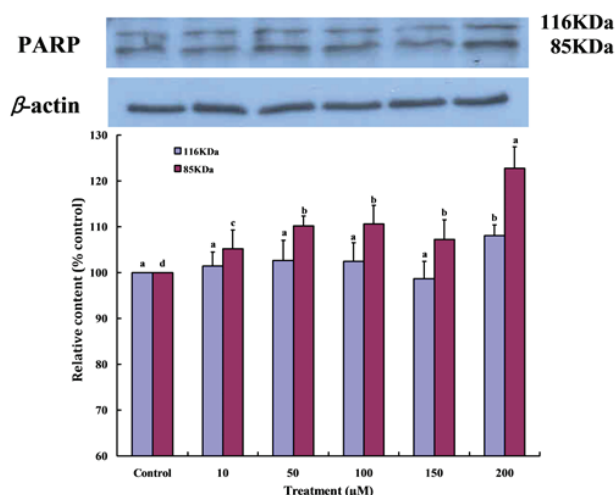 PARP
116KDa
85KDa
β-actin
130
120
110
100
90
80
70
60
Relative content (% control)
116KDa
85KDa
a d
a c
a b
a b
a b
b a
Control 10 50 100 150 200
Treatment (μM)